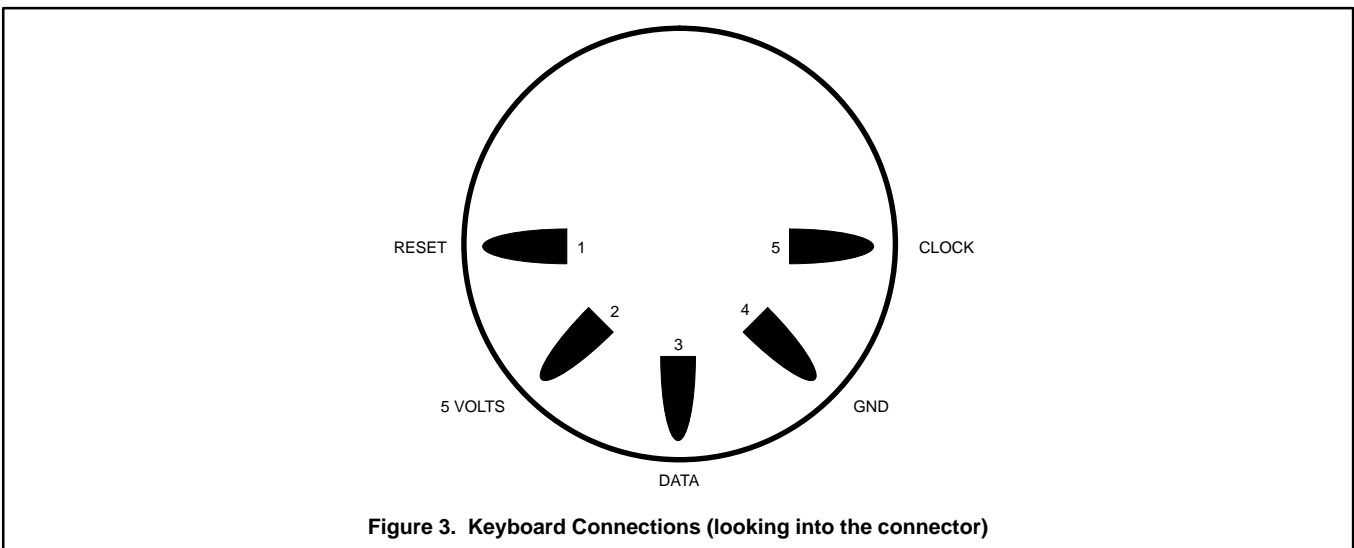 RESET 1 5 CLOCK
2 4
3
5 VOLTS GND
DATA
Figure 3. Keyboard Connections (looking into the connector)